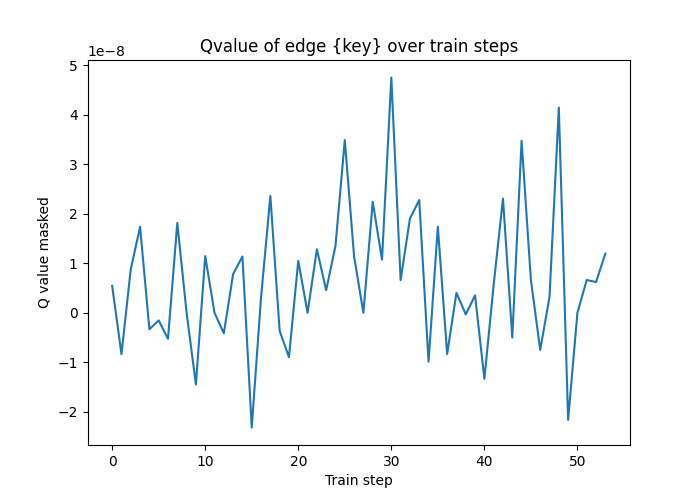 Qvalue of edge {key} over train steps
1e−8
5
4
3
2
1
0
−1
−2
Q value masked
0 10 20 30 40 50
Train step